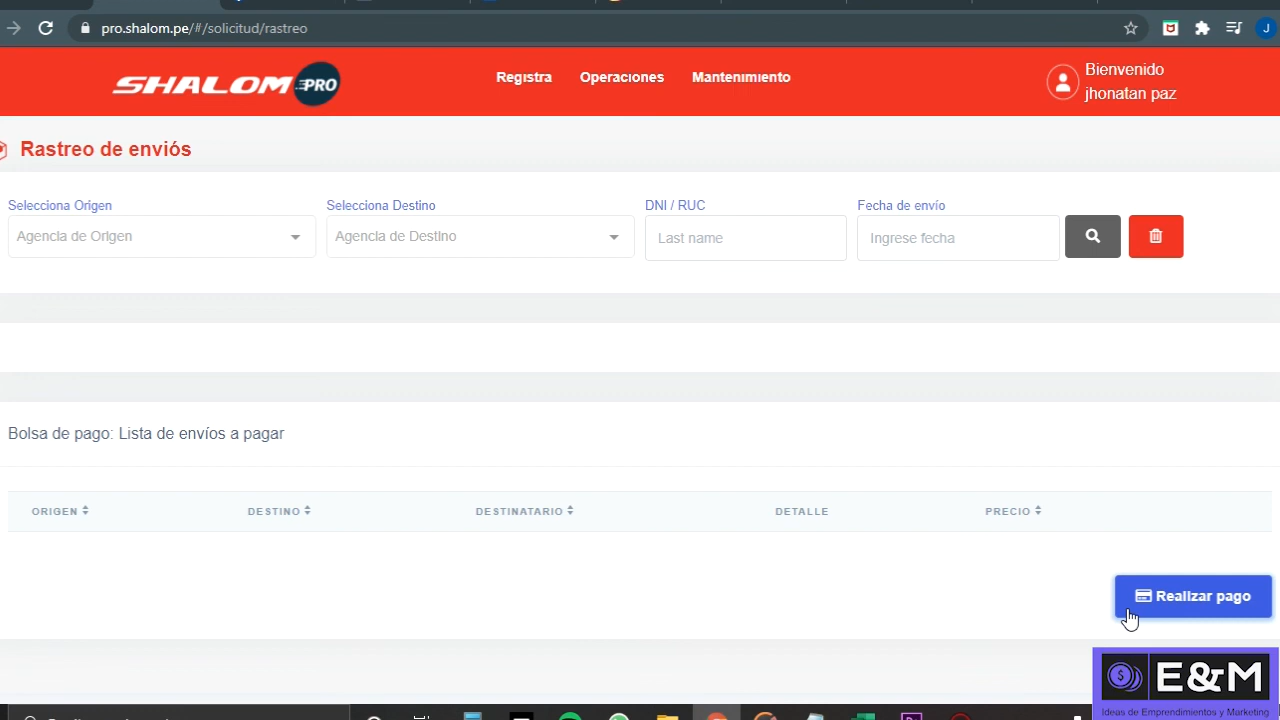 pro.shalom.pe/#/solicitud/rastreo
J
SHALOM PRO
Registra
Operaciones
Mantenimiento
Bienvenido
jhonatan paz
Rastreo de enviós
Selecciona Origen
Selecciona Destino
DNI / RUC
Fecha de envío
Agencia de Origen
Agencia de Destino
Last name
Ingrese fecha
Bolsa de pago: Lista de envíos a pagar
ORIGEN
DESTINO
DESTINATARIO
DETALLE
PRECIO
Realizar pago
$
E&M
Ideas de Emprendimientos y Marketing